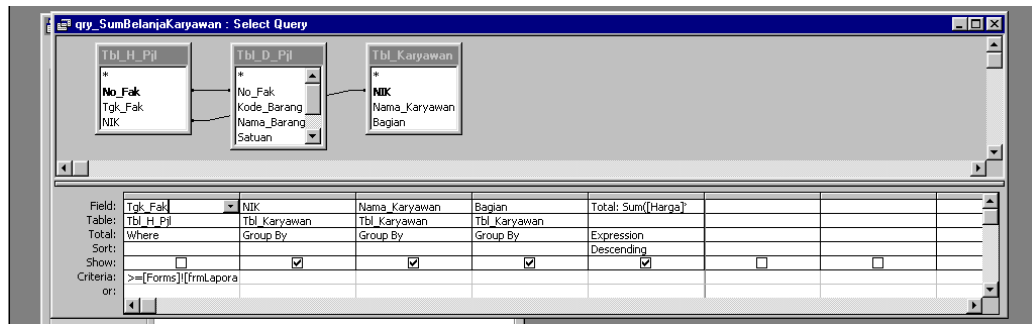 qry_SumBelanjaKaryawan : Select Query
Tbl_H_Pjl
*
No_Fak
Tgk_Fak
NIK
Tbl_D_Pjl
*
No_Fak
Kode_Barang
Nama_Barang
Satuan
Tbl_Karyawan
*
NIK
Nama_Karyawan
Bagian
Field: Tgk_Fak NIK Nama_Karyawan Bagian Total: Sum([Harga]*
Table: Tbl_H_Pjl Tbl_Karyawan Tbl_Karyawan Tbl_Karyawan
Total: Where Group By Group By Group By Expression
Sort: Descending
Show:
Criteria: >=[Forms]![frmLapora
or: